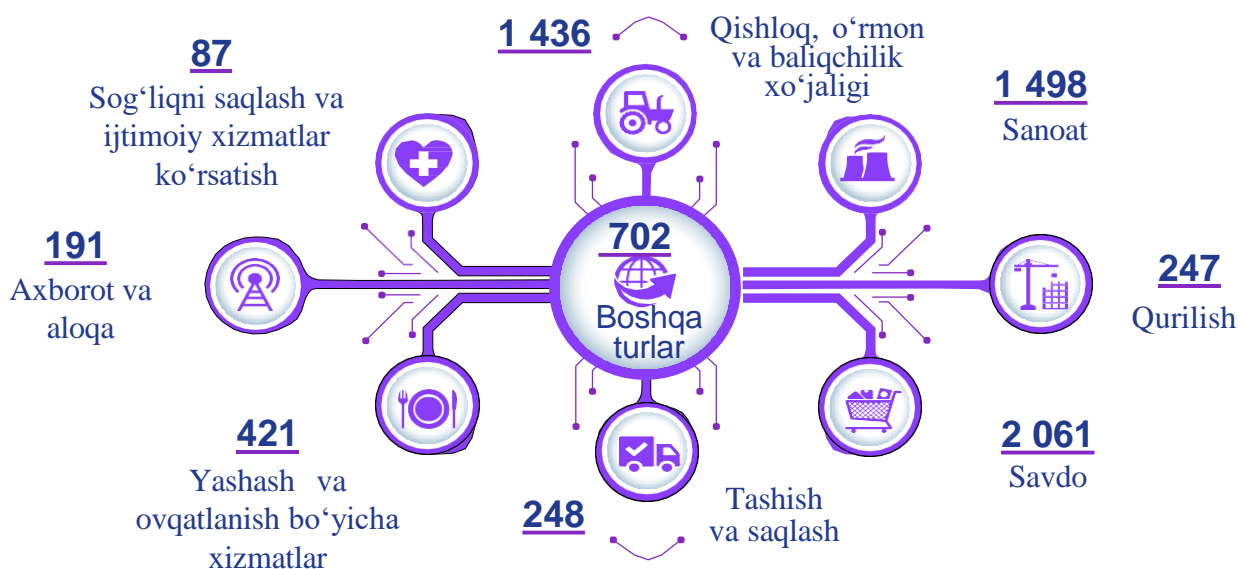 1 436
Qishloq, o‘rmon
va baliqchilik
xo‘jaligi
87
Sog‘liqni saqlash va
ijtimoiy xizmatlar
ko‘rsatish
1 498
Sanoat
191
Axborot va
aloqa
702
Boshqa
turlar
247
Qurilish
421
Yashash va
ovqatlanish bo‘yicha
xizmatlar
248
Tashish
va saqlash
2 061
Savdo